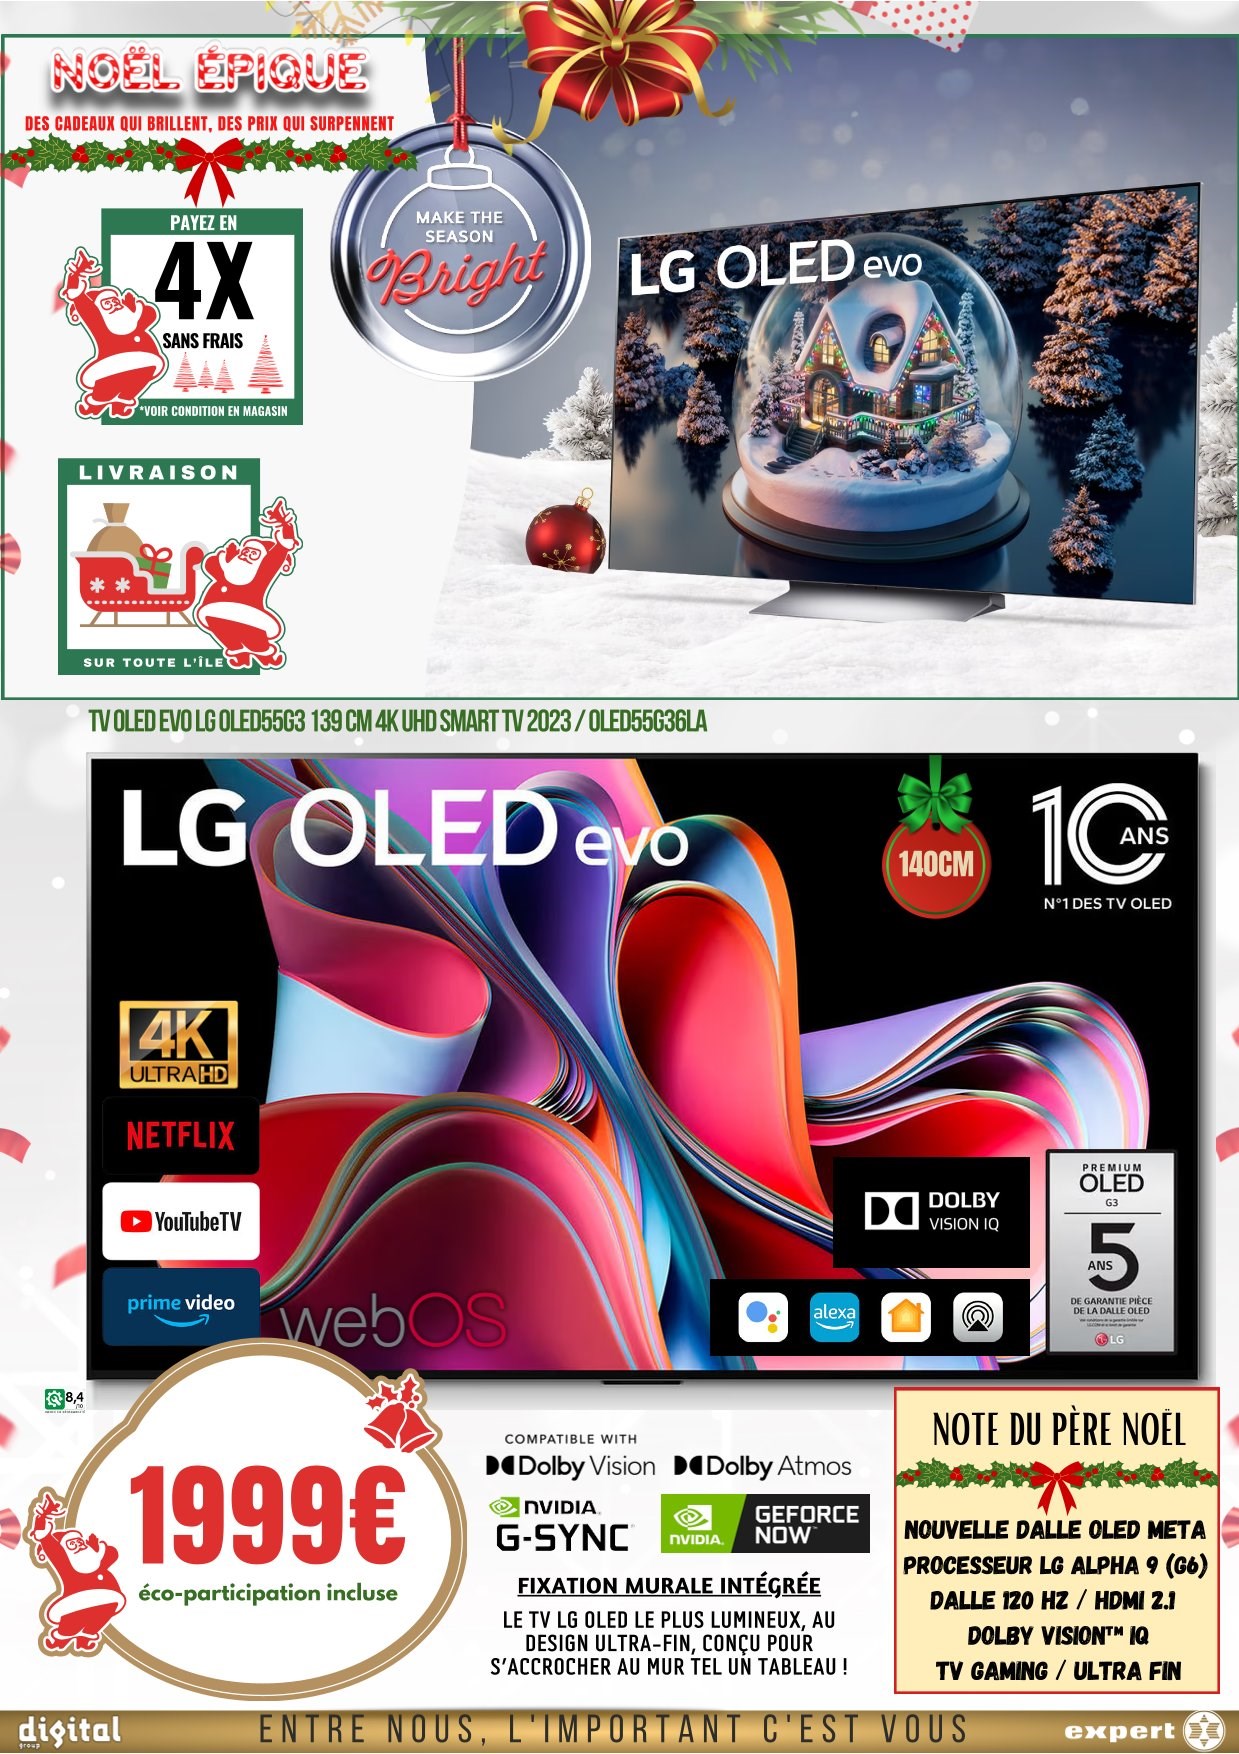 NOËL ÉPIQUE
DES CADEAUX QUI BRILLENT, DES PRIX QUI SURPENNENT
PAYEZ EN
4X
SANS FRAIS
*VOIR CONDITION EN MAGASIN
LIVRAISON
SUR TOUTE L'ÎLE
MAKE THE
SEASON
Bright
LG OLED evo
TV OLED EVO LG OLED55G3 139 CM 4K UHD SMART TV 2023 / OLED55G36LA
LG OLED evo
140CM
10 ANS
N°1 DES TV OLED
4K
ULTRA HD
NETFLIX
YouTubeTV
prime video
webOS
DOLBY
VISION IQ
alexa
PREMIUM
OLED
G3
5
ANS
DE GARANTIE PIÈCE
DE LA DALLE OLED
LG
8,4
/10
1999€
éco-participation incluse
COMPATIBLE WITH
Dolby Vision Dolby Atmos
NVIDIA.
G-SYNC
NVIDIA.
GEFORCE
NOW
FIXATION MURALE INTÉGRÉE
LE TV LG OLED LE PLUS LUMINEUX, AU
DESIGN ULTRA-FIN, CONÇU POUR
S'ACCROCHER AU MUR TEL UN TABLEAU !
NOTE DU PÈRE NOËL
NOUVELLE DALLE OLED META
PROCESSEUR LG ALPHA 9 (G6)
DALLE 120 HZ / HDMI 2.1
DOLBY VISION™ IQ
TV GAMING / ULTRA FIN
digital
group
ENTRE NOUS, L'IMPORTANT C'EST VOUS
expert